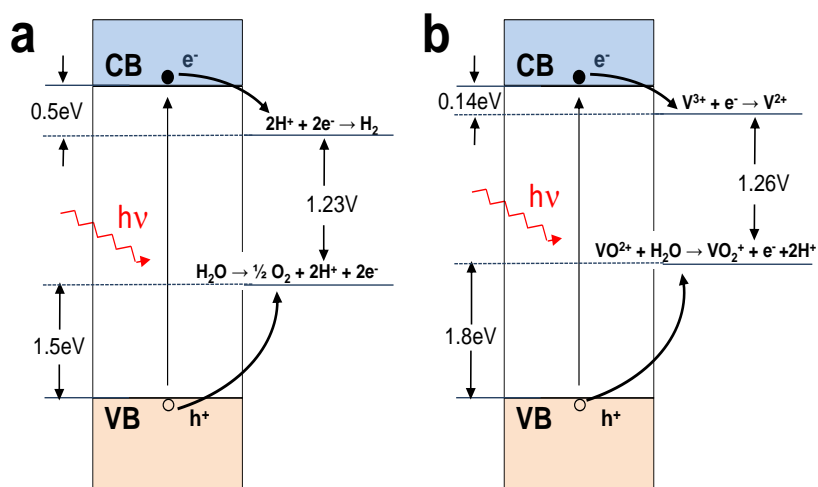 a
CB
e⁻
0.5eV
2H⁺ + 2e⁻ → H₂
1.23V
hν
H₂O → ½ O₂ + 2H⁺ + 2e⁻
1.5eV
VB
h⁺
b
CB
e⁻
0.14eV
V³⁺ + e⁻ → V²⁺
1.26V
hν
VO²⁺ + H₂O → VO₂⁺ + e⁻ +2H⁺
1.8eV
VB
h⁺